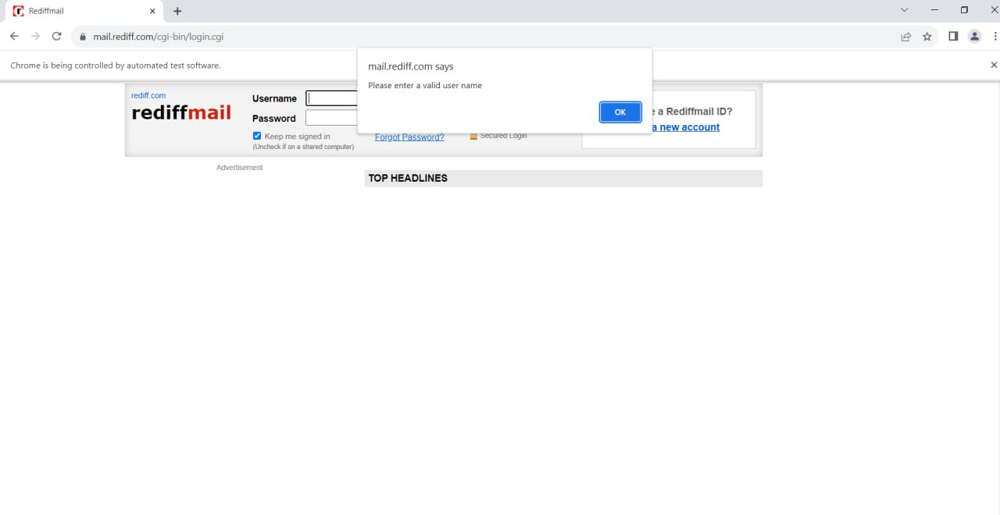 Rediffmail
mail.rediff.com/cgi-bin/login.cgi
Chrome is being controlled by automated test software.
mail.rediff.com says
Please enter a valid user name
OK
rediff.com
rediffmail
Username
Password
Keep me signed in
(Uncheck if on a shared computer)
Forgot Password?
Secured Login
e a Rediffmail ID?
a new account
Advertisement
TOP HEADLINES